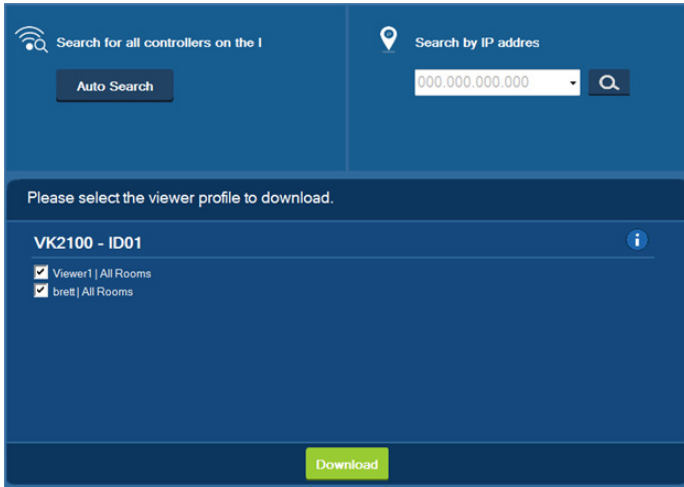 Search for all controllers on the I
Auto Search
Search by IP addres
000.000.000.000
Please select the viewer profile to download.
VK2100 - ID01
Viewer1 | All Rooms
brett | All Rooms
Download